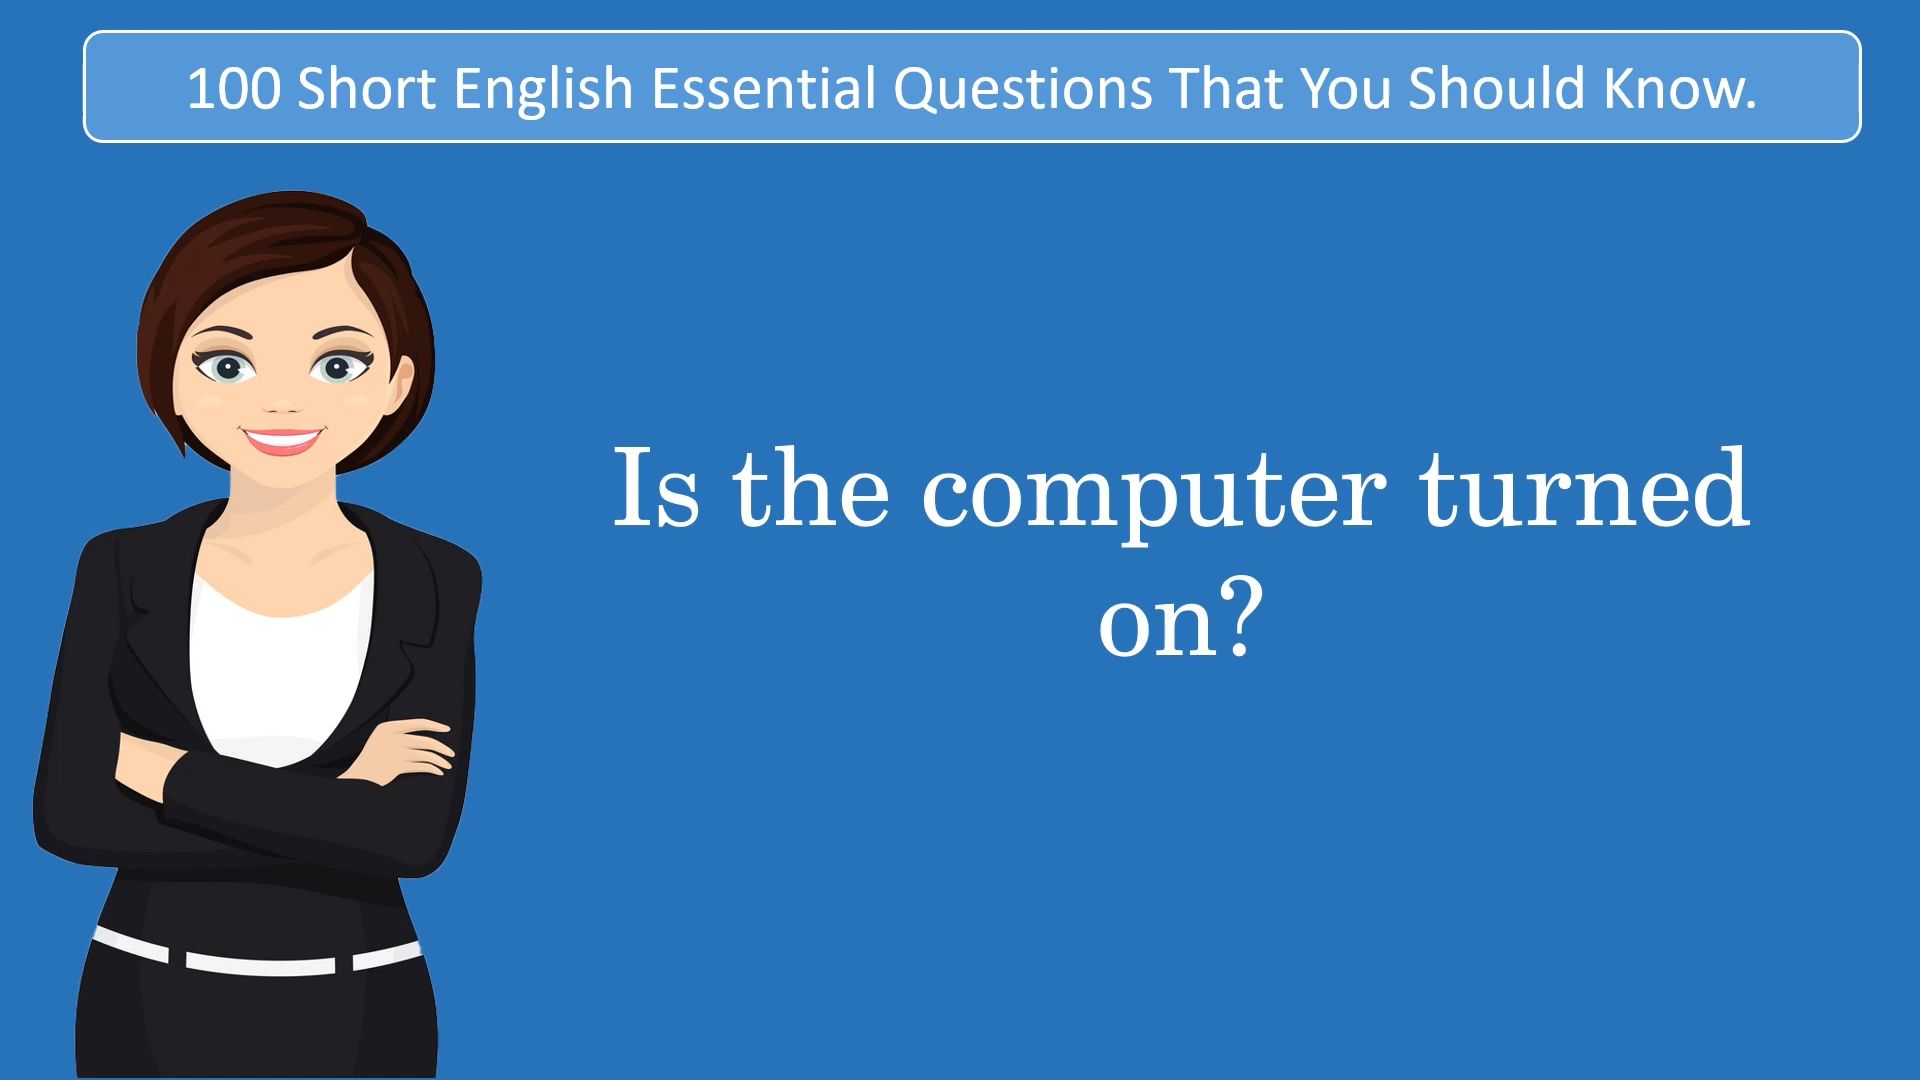 100 Short English Essential Questions That You Should Know.
Is the computer turned
on?